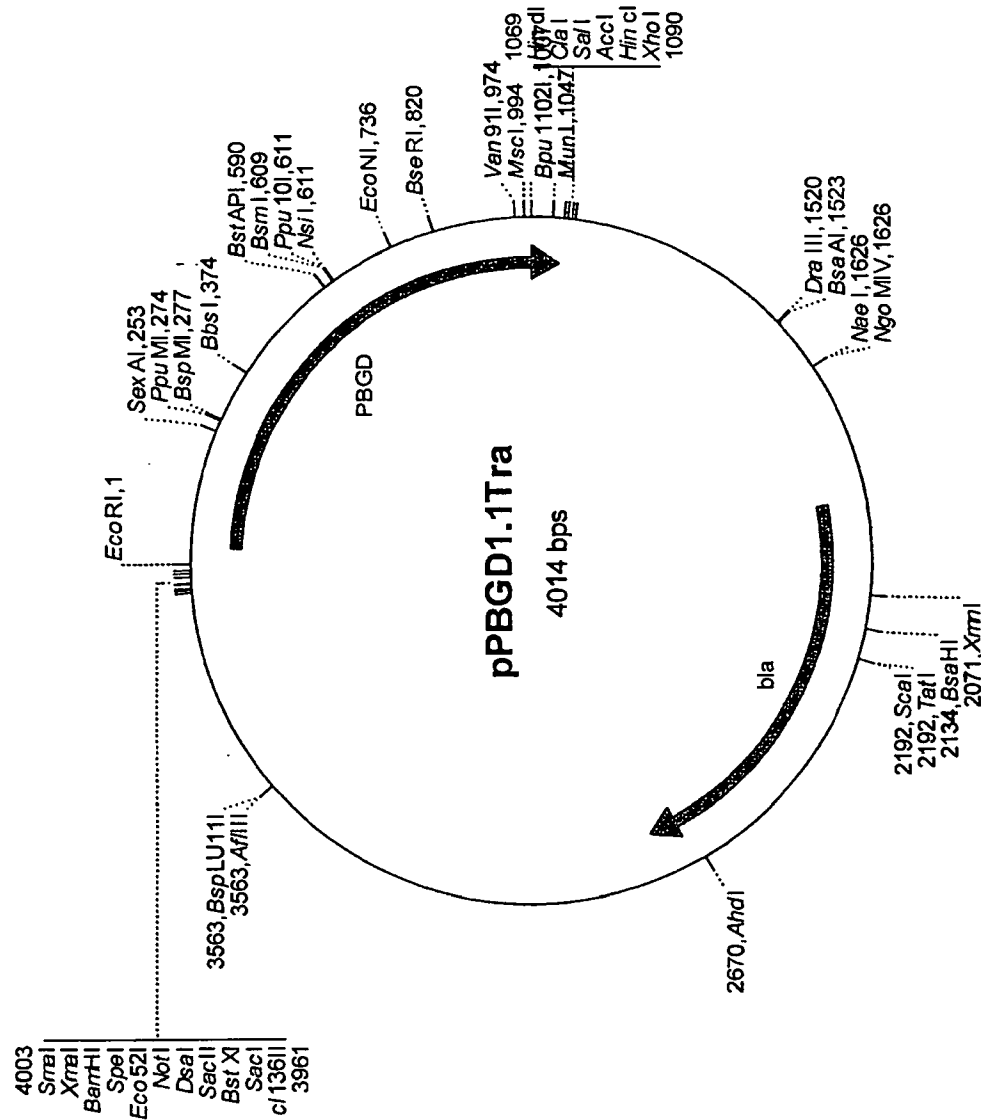 pPBGD1.1Tra
4014 bps
PBGD
bla
EcoRI,1
SexAI,253
PpuMI,274
BspMI,277
BbsI,374
BstAPI,590
BsmI,609
Ppu10I,611
NsiI,611
EcoNI,736
BseRI,820
Van91I,974
MscI,994
Bpu1102I,
MunI,1047
1069
ClaI
SalI
AccI
HincI
XhoI
1090
DraIII,1520
BsaAI,1523
NaeI,1626
NgoMIV,1626
2071,XmnI
2134,BsaHI
2192,TatI
2192,ScaI
2670,AhdI
3563,BspLU11I
3563,AflIII
4003
SmaI
XmaI
BamHI
SpeI
Eco52I
NotI
DsaI
SacII
BstXI
SacI
cl136II
3961